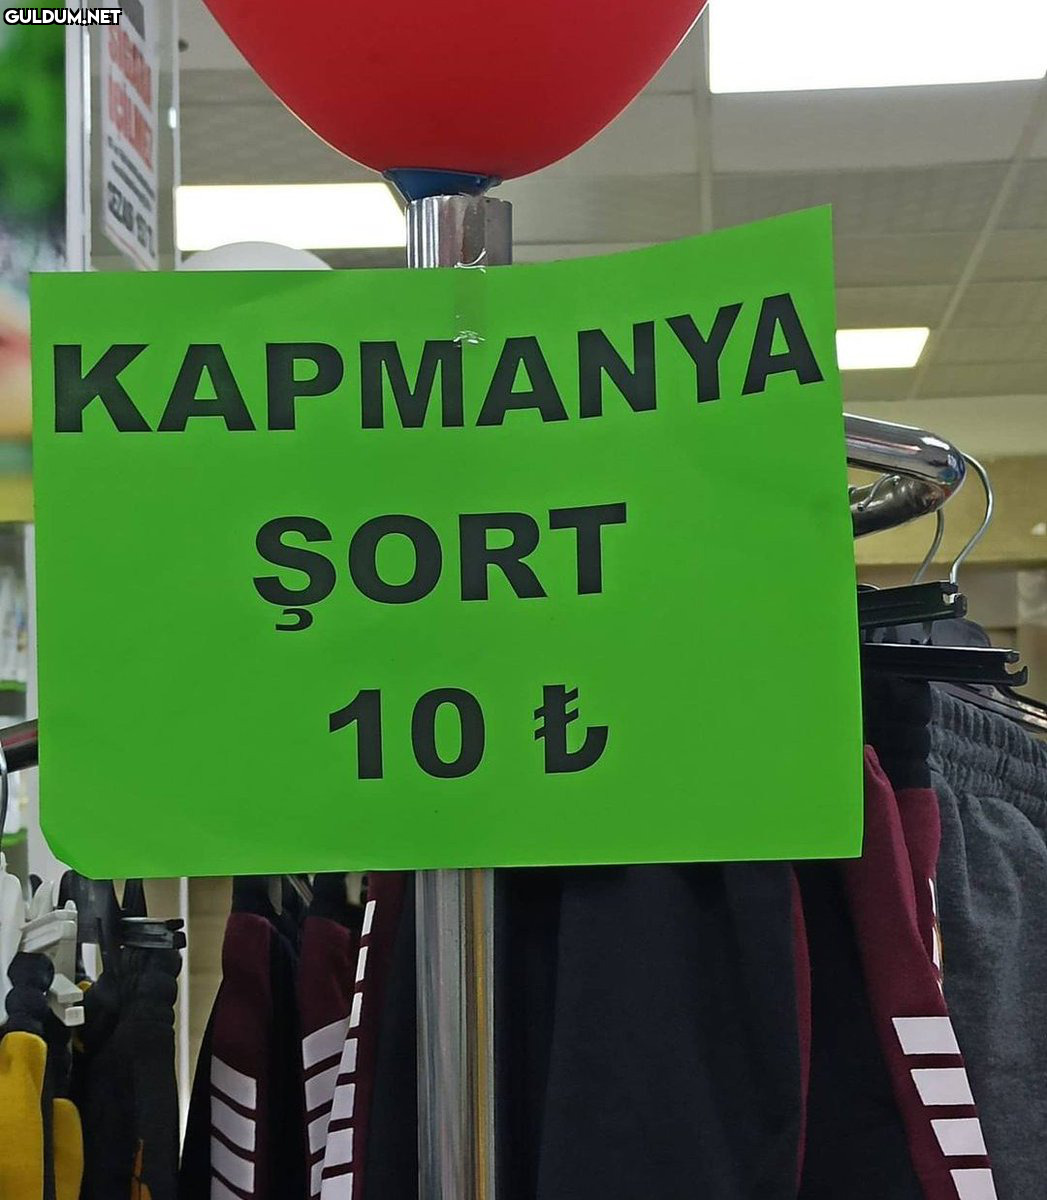 GULDUM.NET
KAPMANYA
ŞORT
10 ₺